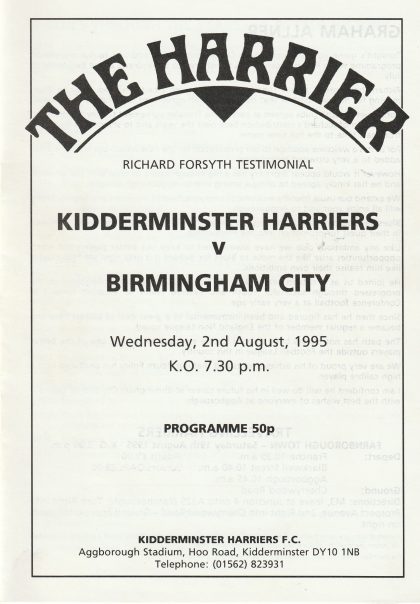 THE HARRIER
RICHARD FORSYTH TESTIMONIAL
KIDDERMINSTER HARRIERS
v
BIRMINGHAM CITY
Wednesday, 2nd August, 1995
K.O. 7.30 p.m.
PROGRAMME 50p
KIDDERMINSTER HARRIERS F.C.
Aggborough Stadium, Hoo Road, Kidderminster DY10 1NB
Telephone: (01562) 823931